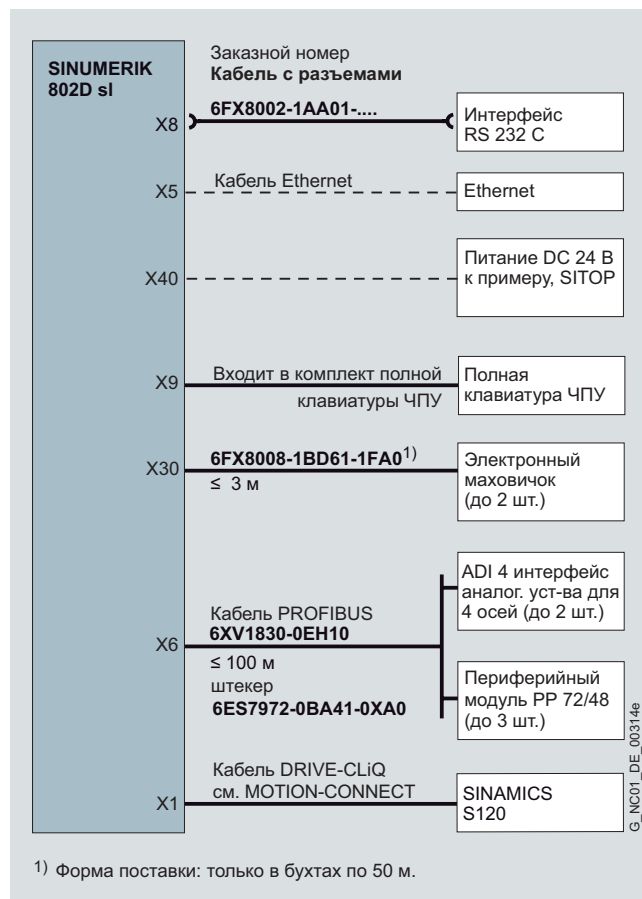 SINUMERIK
802D sl
Заказной номер
Кабель с разъемами
X8
6FX8002-1AA01-....
Интерфейс
RS 232 C
X5
Кабель Ethernet
Ethernet
X40
Питание DC 24 В
к примеру, SITOP
X9
Входит в комплект полной
клавиатуры ЧПУ
Полная
клавиатура ЧПУ
X30
6FX8008-1BD61-1FA0 1)
≤ 3 м
Электронный
маховичок
(до 2 шт.)
ADI 4 интерфейс
аналог. уст-ва для
4 осей (до 2 шт.)
X6
Кабель PROFIBUS
6XV1830-0EH10
≤ 100 м
штекер
6ES7972-0BA41-0XA0
Периферийный
модуль PP 72/48
(до 3 шт.)
X1
Кабель DRIVE-CLiQ
см. MOTION-CONNECT
SINAMICS
S120
G_NC01_DE_00314e
1) Форма поставки: только в бухтах по 50 м.